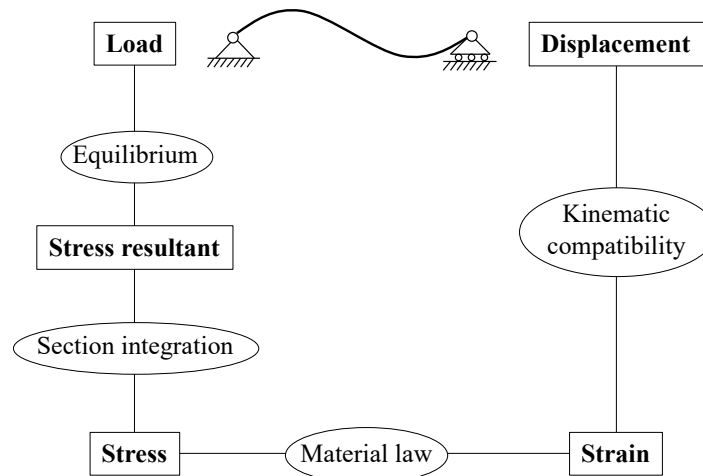 Load
Displacement
Equilibrium
Kinematic
compatibility
Stress resultant
Section integration
Stress
Material law
Strain